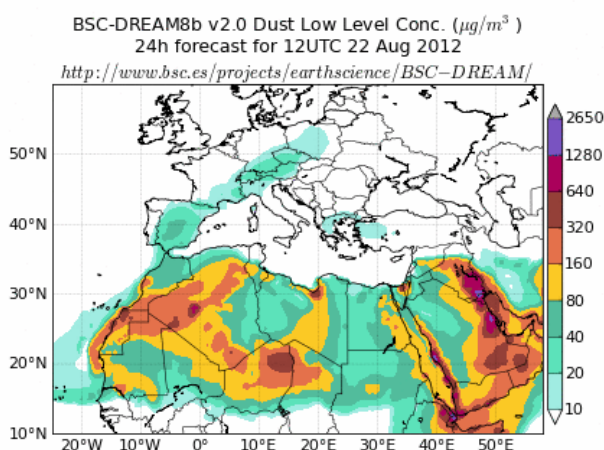 BSC-DREAM8b v2.0 Dust Low Level Conc. (μg/m³ )
24h forecast for 12UTC 22 Aug 2012
http://www.bsc.es/projects/earthscience/BSC−DREAM/
2650
1280
640
320
160
80
40
20
10
50°N
40°N
30°N
20°N
10°N
20°W 10°W 0° 10°E 20°E 30°E 40°E 50°E